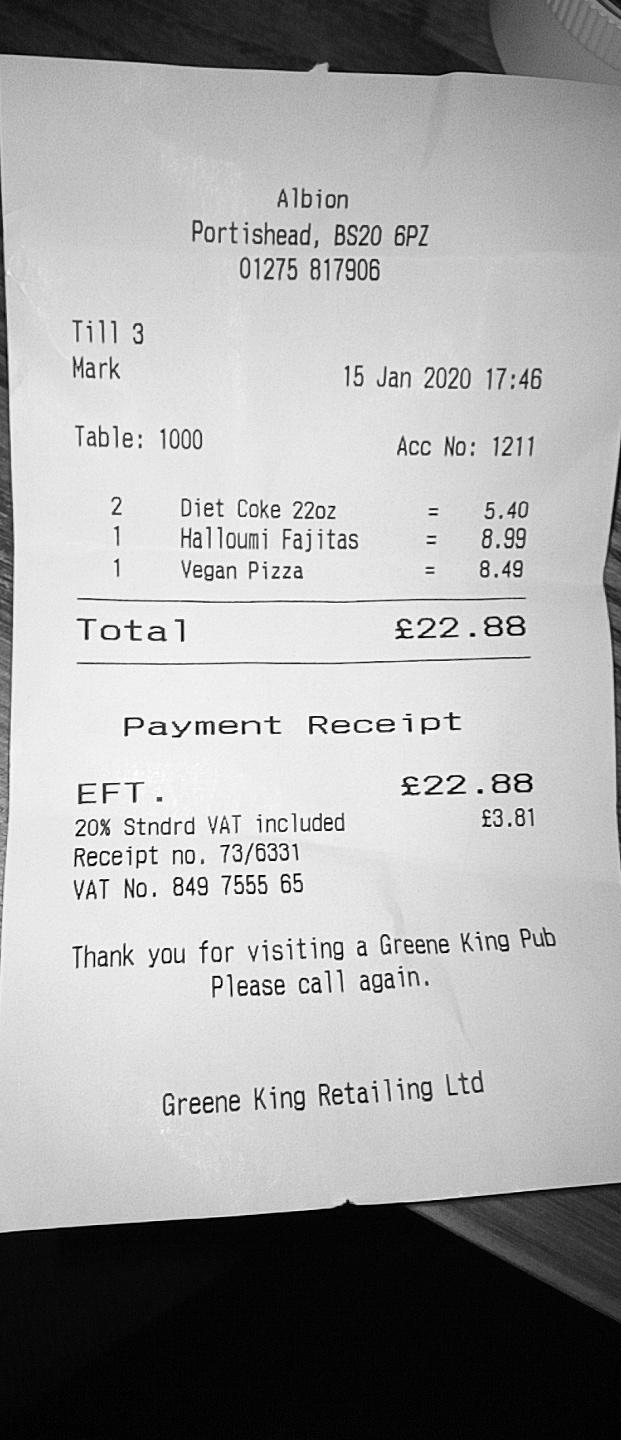 Albion
Portishead, BS20 6PZ
01275 817906
Till 3
Mark 15 Jan 2020 17:46
Table: 1000 Acc No: 1211
2 Diet Coke 22oz = 5.40
1 Halloumi Fajitas = 8.99
1 Vegan Pizza = 8.49
Total £22.88
Payment Receipt
EFT. £22.88
20% Stndrd VAT included £3.81
Receipt no. 73/6331
VAT No. 849 7555 65
Thank you for visiting a Greene King Pub
Please call again.
Greene King Retailing Ltd